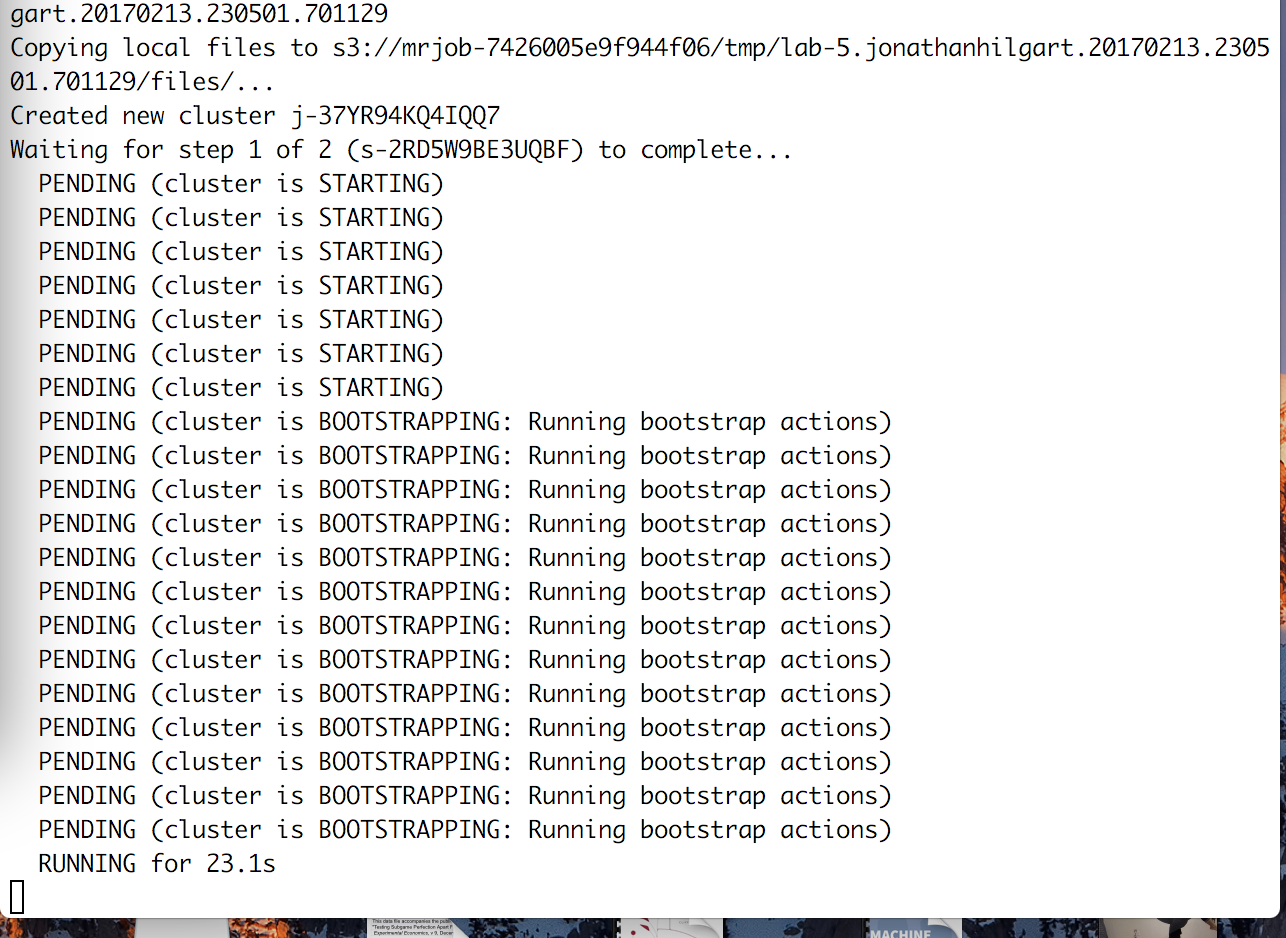 gart.20170213.230501.701129
Copying local files to s3://mrjob-7426005e9f944f06/tmp/lab-5.jonathanhilgart.20170213.2305
01.701129/files/...
Created new cluster j-37YR94KQ4IQQ7
Waiting for step 1 of 2 (s-2RD5W9BE3UQBF) to complete...
PENDING (cluster is STARTING)
PENDING (cluster is STARTING)
PENDING (cluster is STARTING)
PENDING (cluster is STARTING)
PENDING (cluster is STARTING)
PENDING (cluster is STARTING)
PENDING (cluster is STARTING)
PENDING (cluster is BOOTSTRAPPING: Running bootstrap actions)
PENDING (cluster is BOOTSTRAPPING: Running bootstrap actions)
PENDING (cluster is BOOTSTRAPPING: Running bootstrap actions)
PENDING (cluster is BOOTSTRAPPING: Running bootstrap actions)
PENDING (cluster is BOOTSTRAPPING: Running bootstrap actions)
PENDING (cluster is BOOTSTRAPPING: Running bootstrap actions)
PENDING (cluster is BOOTSTRAPPING: Running bootstrap actions)
PENDING (cluster is BOOTSTRAPPING: Running bootstrap actions)
PENDING (cluster is BOOTSTRAPPING: Running bootstrap actions)
PENDING (cluster is BOOTSTRAPPING: Running bootstrap actions)
PENDING (cluster is BOOTSTRAPPING: Running bootstrap actions)
PENDING (cluster is BOOTSTRAPPING: Running bootstrap actions)
PENDING (cluster is BOOTSTRAPPING: Running bootstrap actions)
RUNNING for 23.1s
This data file accompanies the
"Testing Subgame Perfection Apart
Experimental Economics, v 9, Decer
MACHINE